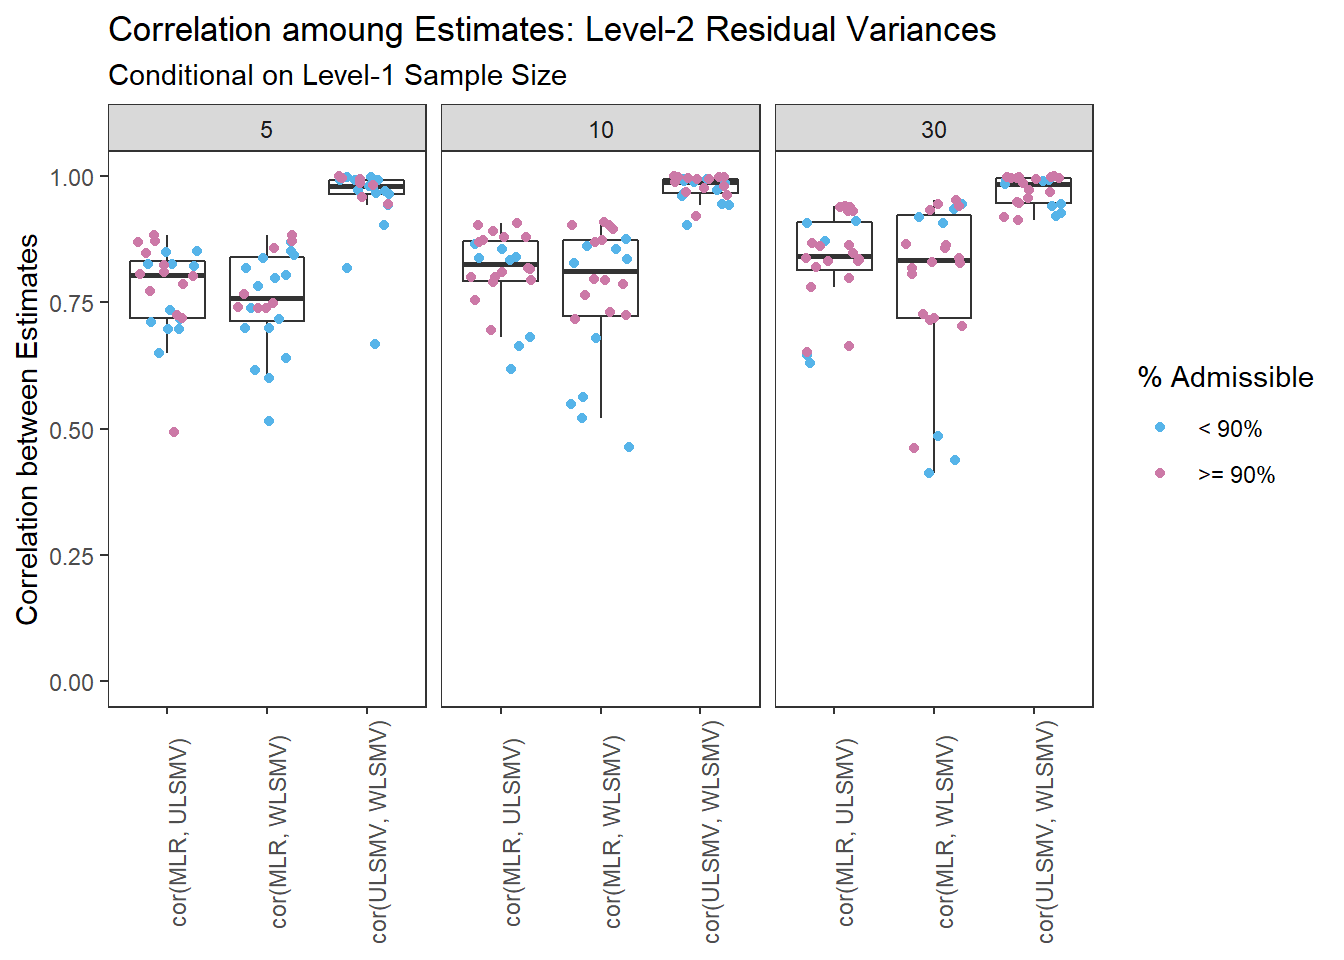 Correlation amoung Estimates: Level-2 Residual Variances
Conditional on Level-1 Sample Size
5
10
30
Correlation between Estimates
1.00
0.75
0.50
0.25
0.00
cor(MLR, ULSMV)
cor(MLR, WLSMV)
cor(ULSMV, WLSMV)
cor(MLR, ULSMV)
cor(MLR, WLSMV)
cor(ULSMV, WLSMV)
cor(MLR, ULSMV)
cor(MLR, WLSMV)
cor(ULSMV, WLSMV)
% Admissible
< 90%
>= 90%